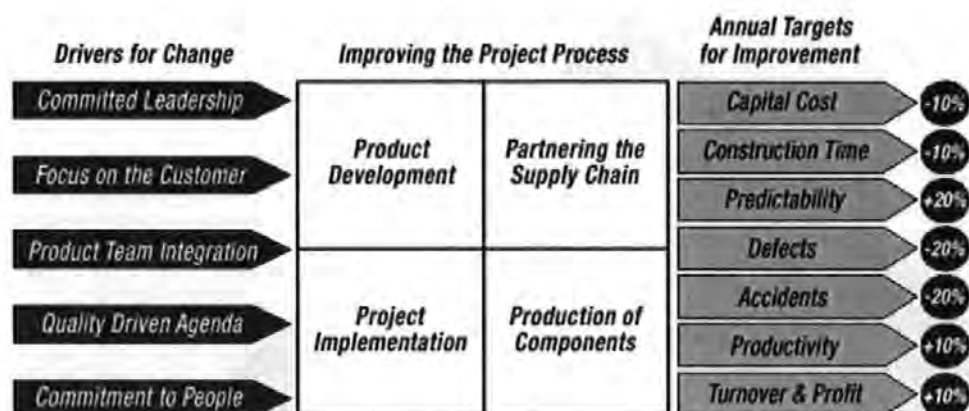 Drivers for Change
Committed Leadership
Focus on the Customer
Product Team Integration
Quality Driven Agenda
Commitment to People
Improving the Project Process
Product
Development
Partnering the
Supply Chain
Project
Implementation
Production of
Components
Annual Targets
for Improvement
Capital Cost
-10%
Construction Time
-10%
Predictability
+20%
Defects
-20%
Accidents
-20%
Productivity
+10%
Turnover & Profit
+10%